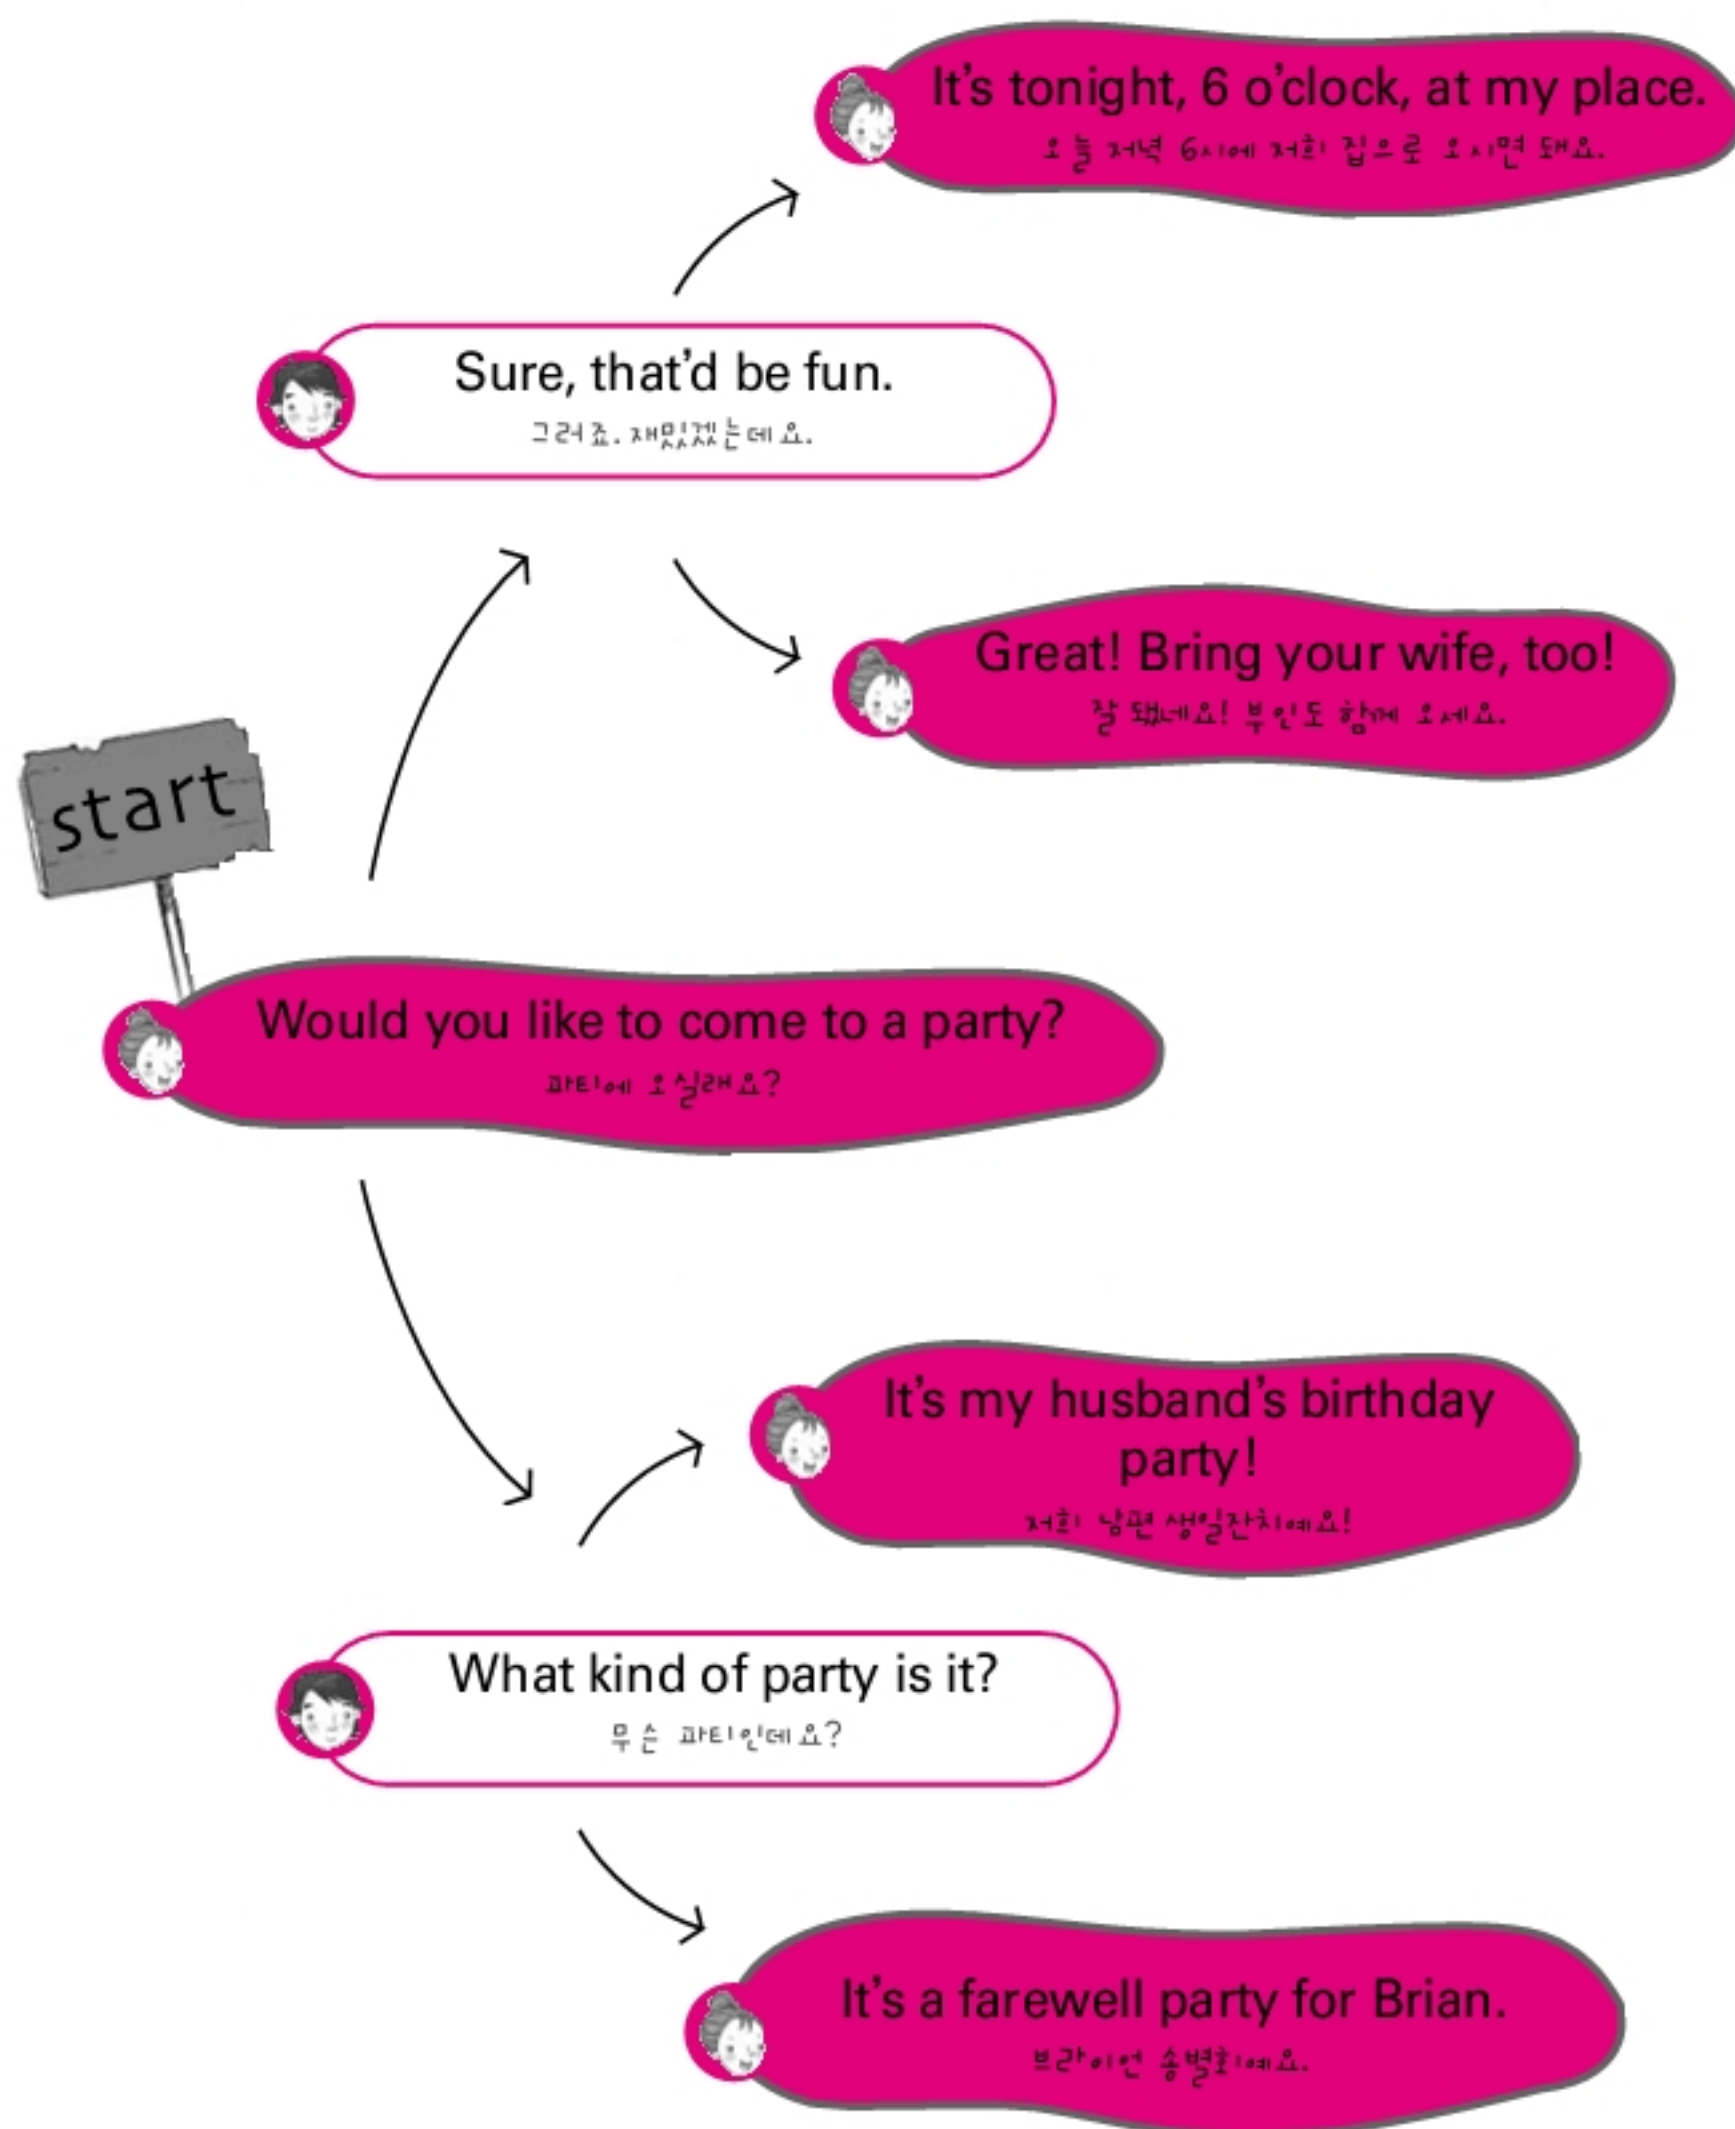 It's tonight, 6 o'clock, at my place.
오늘 저녁 6시에 저희 집으로 오시면 돼요.
Sure, that'd be fun.
그러죠. 재밌겠는데요.
Great! Bring your wife, too!
잘 됐네요! 부인도 함께 오세요.
start
Would you like to come to a party?
파티에 오실래요?
It's my husband's birthday
party!
저희 남편 생일잔치예요!
What kind of party is it?
무슨 파티인데요?
It's a farewell party for Brian.
브라이언 송별회예요.